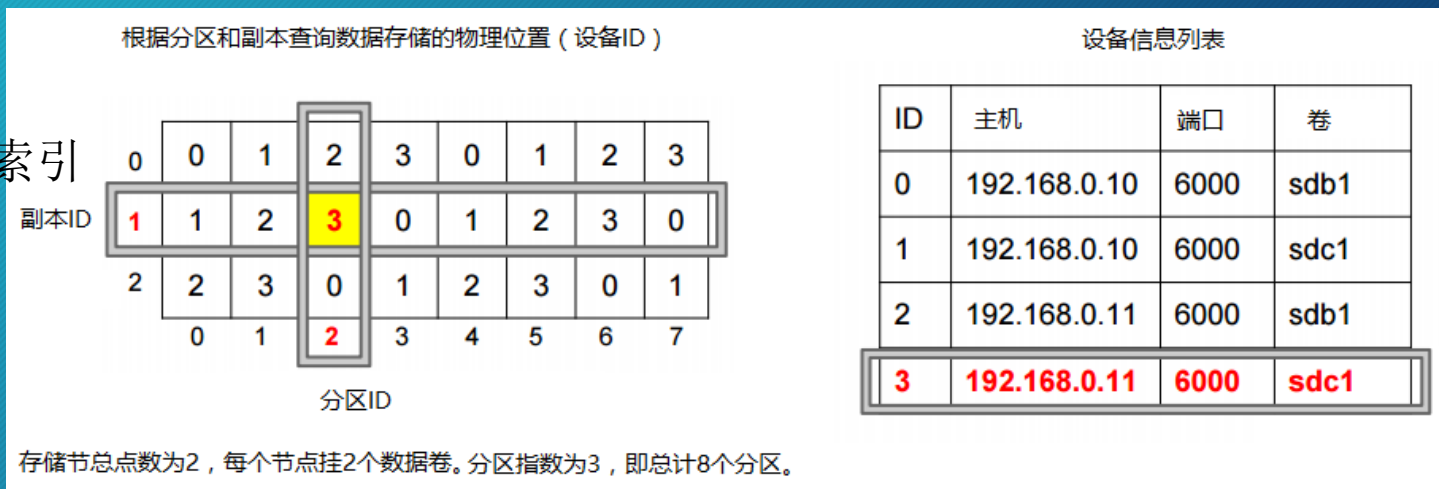 根据分区和副本查询数据存储的物理位置（设备ID）
索引
0 0 1 2 3 0 1 2 3
副本ID 1 1 2 3 0 1 2 3 0
2 2 3 0 1 2 3 0 1
0 1 2 3 4 5 6 7
分区ID
设备信息列表
ID 主机 端口 卷
0 192.168.0.10 6000 sdb1
1 192.168.0.10 6000 sdc1
2 192.168.0.11 6000 sdb1
3 192.168.0.11 6000 sdc1
存储节总点数为2，每个节点挂2个数据卷。分区指数为3，即总计8个分区。